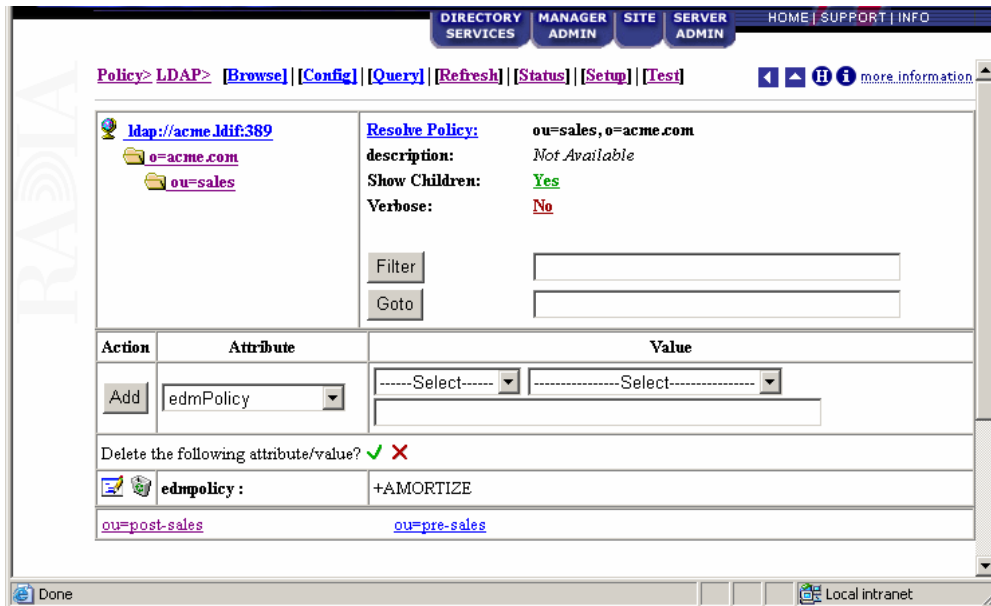 DIRECTORY SERVICES
MANAGER ADMIN
SITE
SERVER ADMIN
HOME | SUPPORT | INFO
Policy> LDAP> [Browse] | [Config] | [Query] | [Refresh] | [Status] | [Setup] | [Test]
H i more information
RADIA
ldap://acme.ldif:389
o=acme.com
ou=sales
Resolve Policy: ou=sales, o=acme.com
description: Not Available
Show Children: Yes
Verbose: No
Filter
Goto
Action Attribute Value
Add edmPolicy ------Select------ ---------------Select----------------
Delete the following attribute/value?
edmpolicy : +AMORTIZE
ou=post-sales ou=pre-sales
Done Local intranet